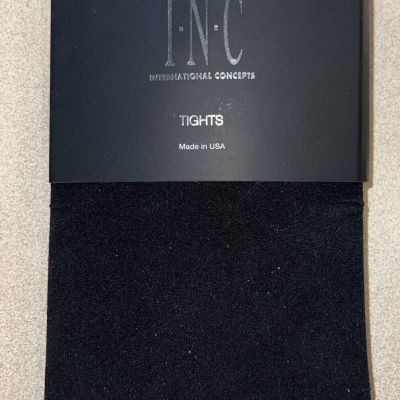 I·N·C
INTERNATIONAL CONCEPTS
TIGHTS
Made in USA